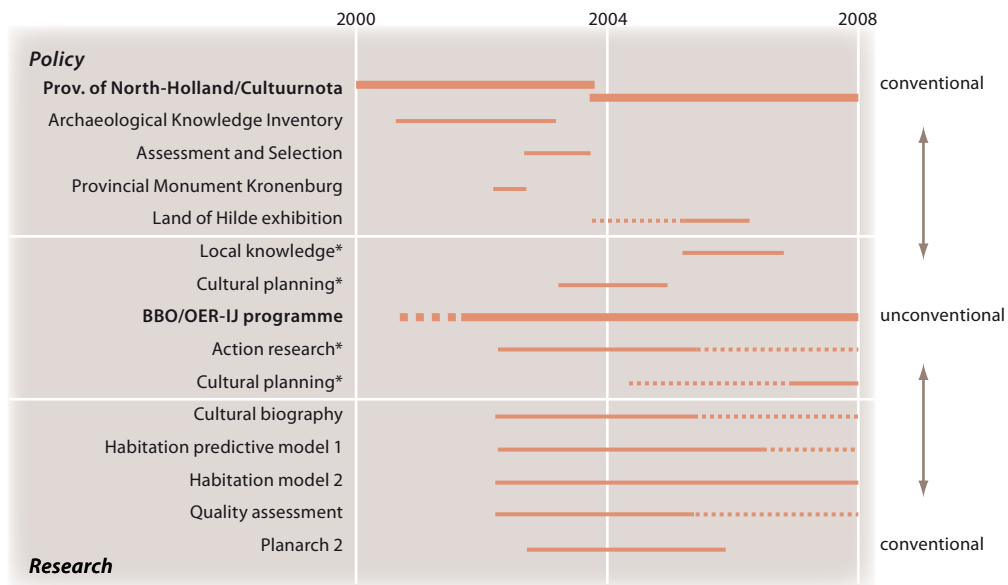 2000 2004 2008
Policy
Prov. of North-Holland/Cultuurnota conventional
Archaeological Knowledge Inventory
Assessment and Selection
Provincial Monument Kronenburg
Land of Hilde exhibition
Local knowledge*
Cultural planning*
BBO/OER-IJ programme unconventional
Action research*
Cultural planning*
Cultural biography
Habitation predictive model 1
Habitation model 2
Quality assessment
Planarch 2 conventional
Research